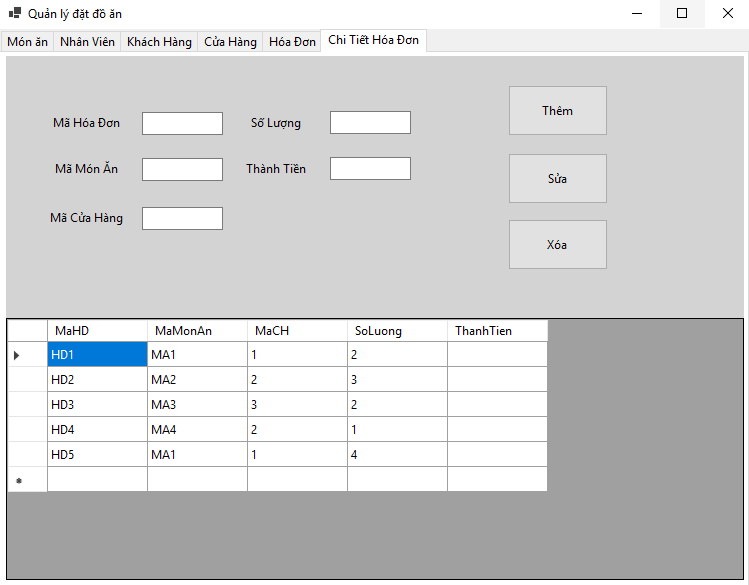 Quản lý đặt đồ ăn
Món ăn Nhân Viên Khách Hàng Cửa Hàng Hóa Đơn Chi Tiết Hóa Đơn
Mã Hóa Đơn Số Lượng Thêm
Mã Món Ăn Thành Tiền Sửa
Mã Cửa Hàng Xóa
MaHD MaMonAn MaCH SoLuong ThanhTien
HD1 MA1 1 2
HD2 MA2 2 3
HD3 MA3 3 2
HD4 MA4 2 1
HD5 MA1 1 4